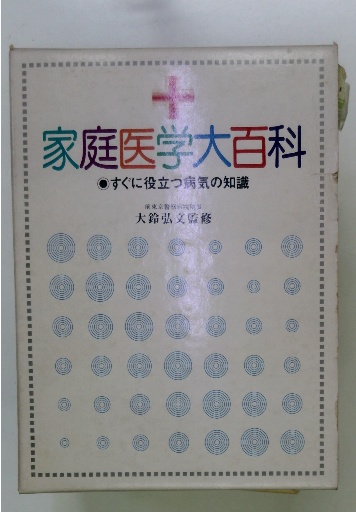 家庭医学大百科
●すぐに役立つ病気の知識
大鈴弘文監修